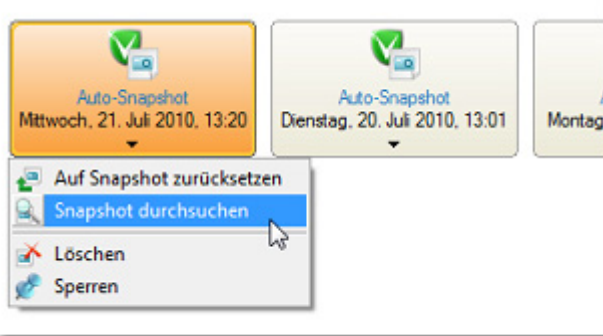 Auto-Snapshot
Mittwoch, 21. Juli 2010, 13:20
Auto-Snapshot
Dienstag, 20. Juli 2010, 13:01
Montag
Auf Snapshot zurücksetzen
Snapshot durchsuchen
Löschen
Sperren